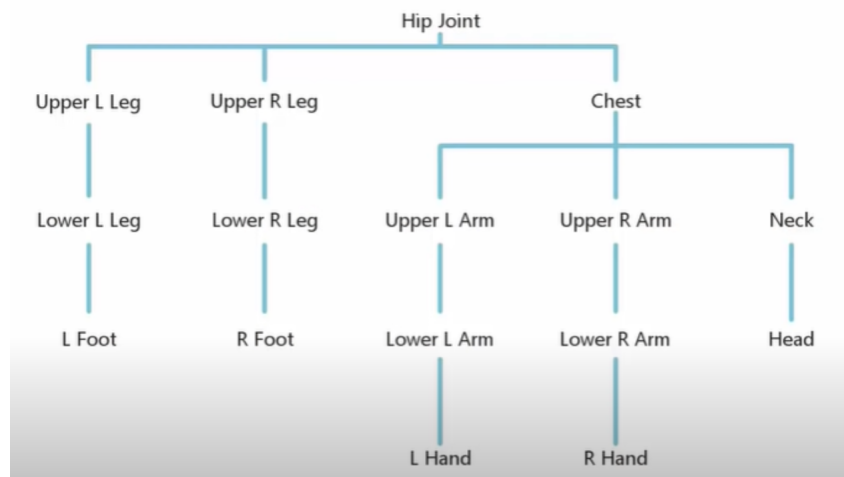 Hip Joint
Upper L Leg
Upper R Leg
Chest
Lower L Leg
Lower R Leg
Upper L Arm
Upper R Arm
Neck
L Foot
R Foot
Lower L Arm
Lower R Arm
Head
L Hand
R Hand